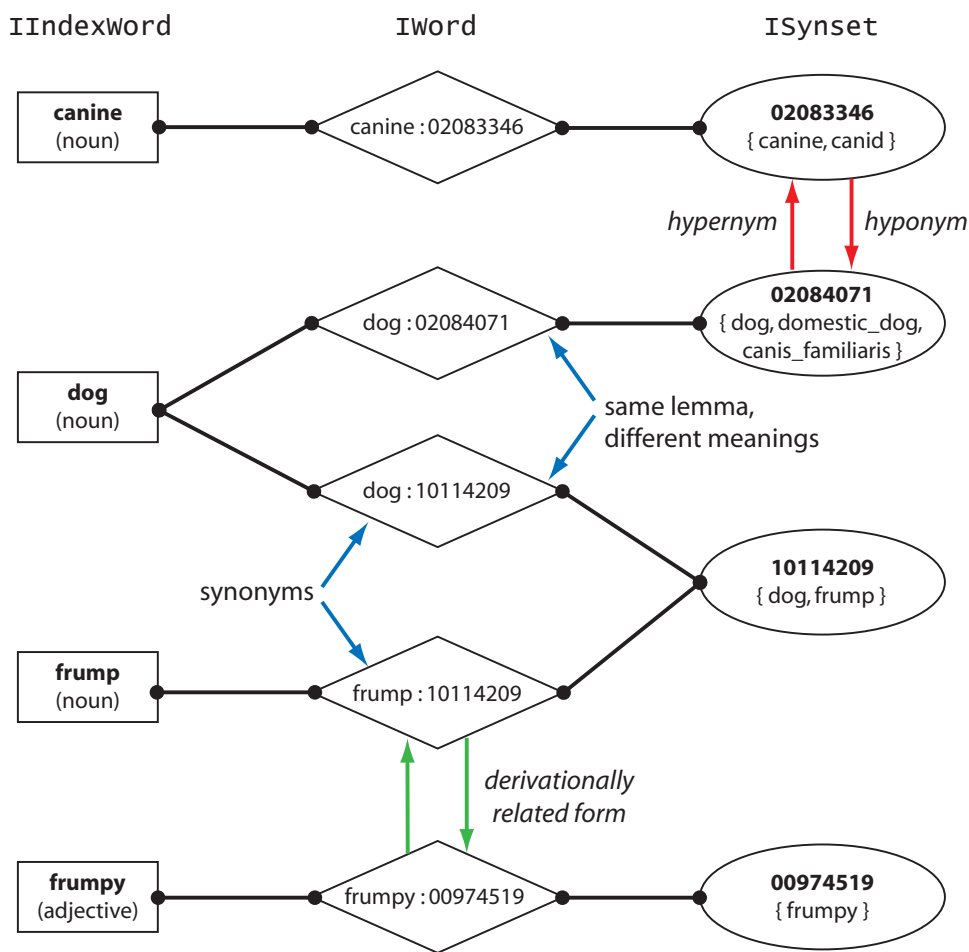 IIndexWord IWord ISynset
canine
(noun)
canine : 02083346
02083346
{ canine, canid }
hypernym
hyponym
dog : 02084071
02084071
{ dog, domestic_dog,
canis_familiaris }
dog
(noun)
same lemma,
different meanings
dog : 10114209
synonyms
10114209
{ dog, frump }
frump
(noun)
frump : 10114209
derivationally
related form
frumpy
(adjective)
frumpy : 00974519
00974519
{ frumpy }